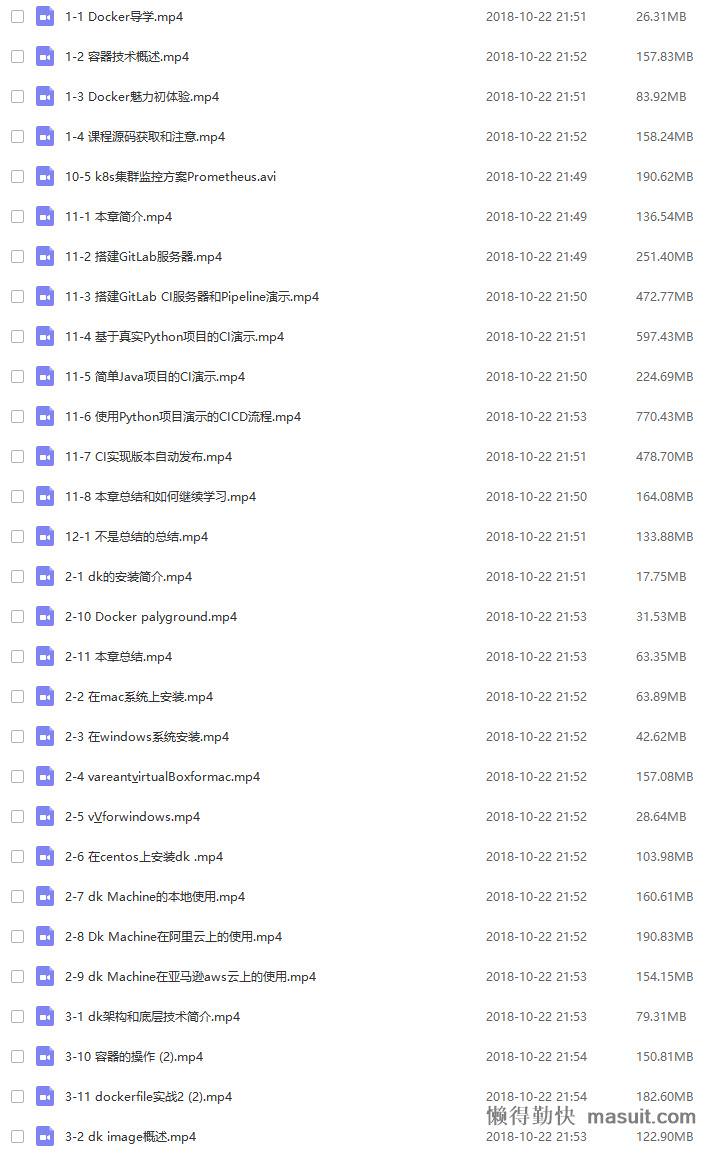 1-1 Docker导学.mp4 2018-10-22 21:51 26.31MB
1-2 容器技术概述.mp4 2018-10-22 21:52 157.83MB
1-3 Docker魅力初体验.mp4 2018-10-22 21:51 83.92MB
1-4 课程源码获取和注意.mp4 2018-10-22 21:52 158.24MB
10-5 k8s集群监控方案Prometheus.avi 2018-10-22 21:49 190.62MB
11-1 本章简介.mp4 2018-10-22 21:49 136.54MB
11-2 搭建GitLab服务器.mp4 2018-10-22 21:49 251.40MB
11-3 搭建GitLab CI服务器和Pipeline演示.mp4 2018-10-22 21:50 472.77MB
11-4 基于真实Python项目的CI演示.mp4 2018-10-22 21:51 597.43MB
11-5 简单Java项目的CI演示.mp4 2018-10-22 21:50 224.69MB
11-6 使用Python项目演示的CICD流程.mp4 2018-10-22 21:53 770.43MB
11-7 CI实现版本自动发布.mp4 2018-10-22 21:51 478.70MB
11-8 本章总结和如何继续学习.mp4 2018-10-22 21:50 164.08MB
12-1 不是总结的总结.mp4 2018-10-22 21:51 133.88MB
2-1 dk的安装简介.mp4 2018-10-22 21:51 17.75MB
2-10 Docker palyground.mp4 2018-10-22 21:53 31.53MB
2-11 本章总结.mp4 2018-10-22 21:53 63.35MB
2-2 在mac系统上安装.mp4 2018-10-22 21:52 63.89MB
2-3 在windows系统安装.mp4 2018-10-22 21:52 42.62MB
2-4 vareantvirtualBoxformac.mp4 2018-10-22 21:52 157.08MB
2-5 vVforwindows.mp4 2018-10-22 21:52 28.64MB
2-6 在centos上安装dk .mp4 2018-10-22 21:52 103.98MB
2-7 dk Machine的本地使用.mp4 2018-10-22 21:52 160.61MB
2-8 Dk Machine在阿里云上的使用.mp4 2018-10-22 21:52 190.83MB
2-9 dk Machine在亚马逊aws云上的使用.mp4 2018-10-22 21:53 154.15MB
3-1 dk架构和底层技术简介.mp4 2018-10-22 21:53 79.31MB
3-10 容器的操作 (2).mp4 2018-10-22 21:54 150.81MB
3-11 dockerfile实战2 (2).mp4 2018-10-22 21:54 182.60MB
懒得勤快 masuit.com
3-2 dk image概述.mp4 2018-10-22 21:53 122.90MB